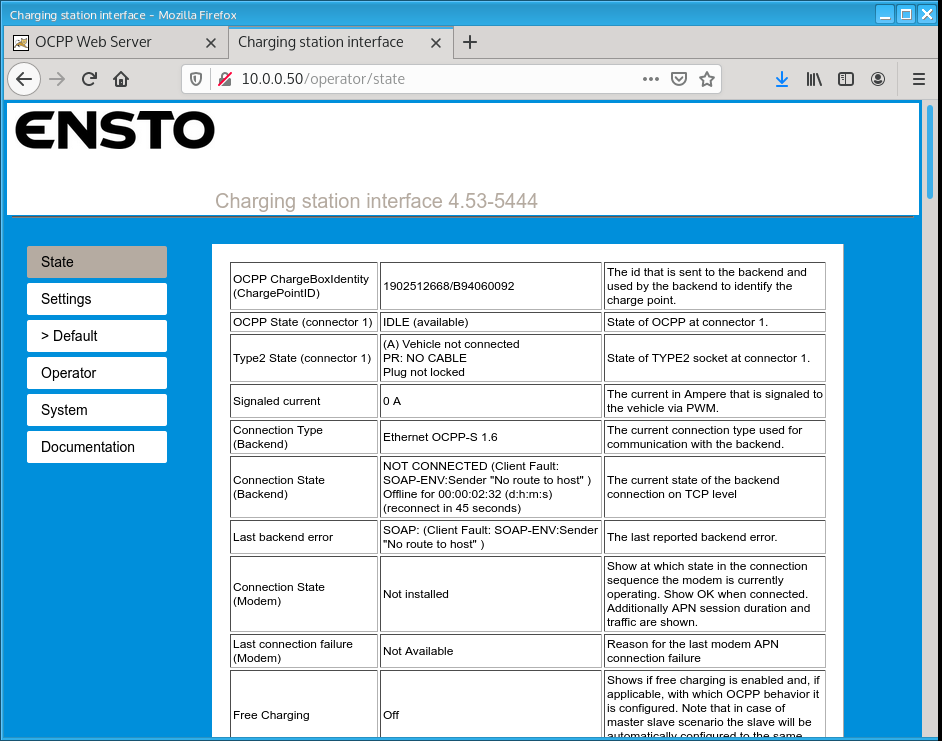 Charging station interface - Mozilla Firefox
OCPP Web Server
Charging station interface
10.0.0.50/operator/state
ENSTO
Charging station interface 4.53-5444
State
Settings
> Default
Operator
System
Documentation
OCPP ChargeBoxIdentity
(ChargePointID)
1902512668/B94060092
The id that is sent to the backend and
used by the backend to identify the
charge point.
OCPP State (connector 1)
IDLE (available)
State of OCPP at connector 1.
Type2 State (connector 1)
(A) Vehicle not connected
PR: NO CABLE
Plug not locked
State of TYPE2 socket at connector 1.
Signaled current
0 A
The current in Ampere that is signaled to
the vehicle via PWM.
Connection Type
(Backend)
Ethernet OCPP-S 1.6
The current connection type used for
communication with the backend.
Connection State
(Backend)
NOT CONNECTED (Client Fault:
SOAP-ENV:Sender "No route to host" )
Offline for 00:00:02:32 (d:h:m:s)
(reconnect in 45 seconds)
The current state of the backend
connection on TCP level
Last backend error
SOAP: (Client Fault: SOAP-ENV:Sender
"No route to host" )
The last reported backend error.
Connection State
(Modem)
Not installed
Show at which state in the connection
sequence the modem is currently
operating. Show OK when connected.
Additionally APN session duration and
traffic are shown.
Last connection failure
(Modem)
Not Available
Reason for the last modem APN
connection failure
Free Charging
Off
Shows if free charging is enabled and, if
applicable, with which OCPP behavior it
is configured. Note that in case of
master slave scenario the slave will be
automatically configured to the same